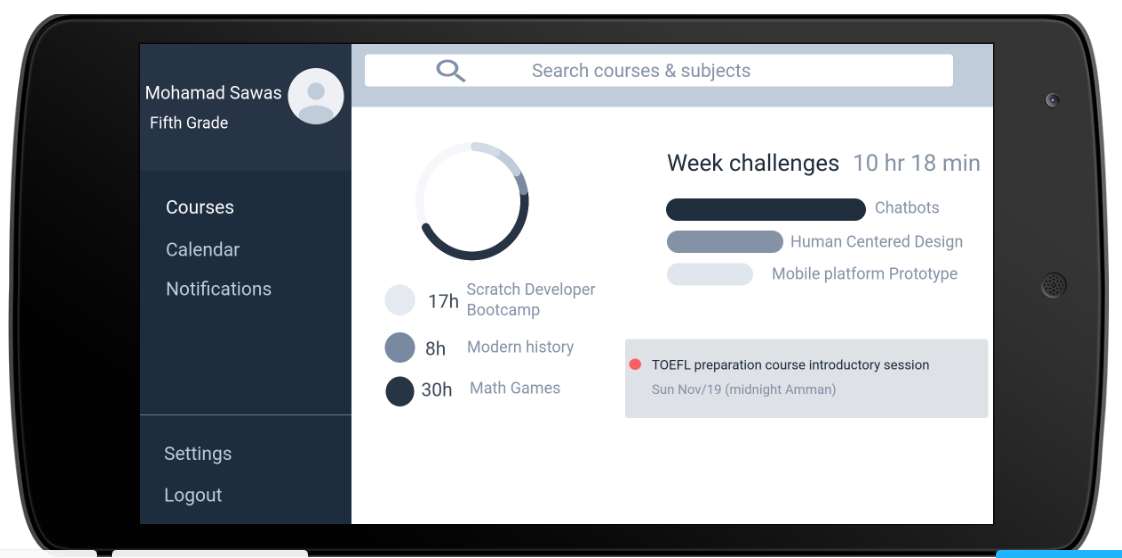 Mohamad Sawas
Fifth Grade
Courses
Calendar
Notifications
Settings
Logout
Search courses & subjects
17h Scratch Developer
Bootcamp
8h Modern history
30h Math Games
Week challenges 10 hr 18 min
Chatbots
Human Centered Design
Mobile platform Prototype
TOEFL preparation course introductory session
Sun Nov/19 (midnight Amman)